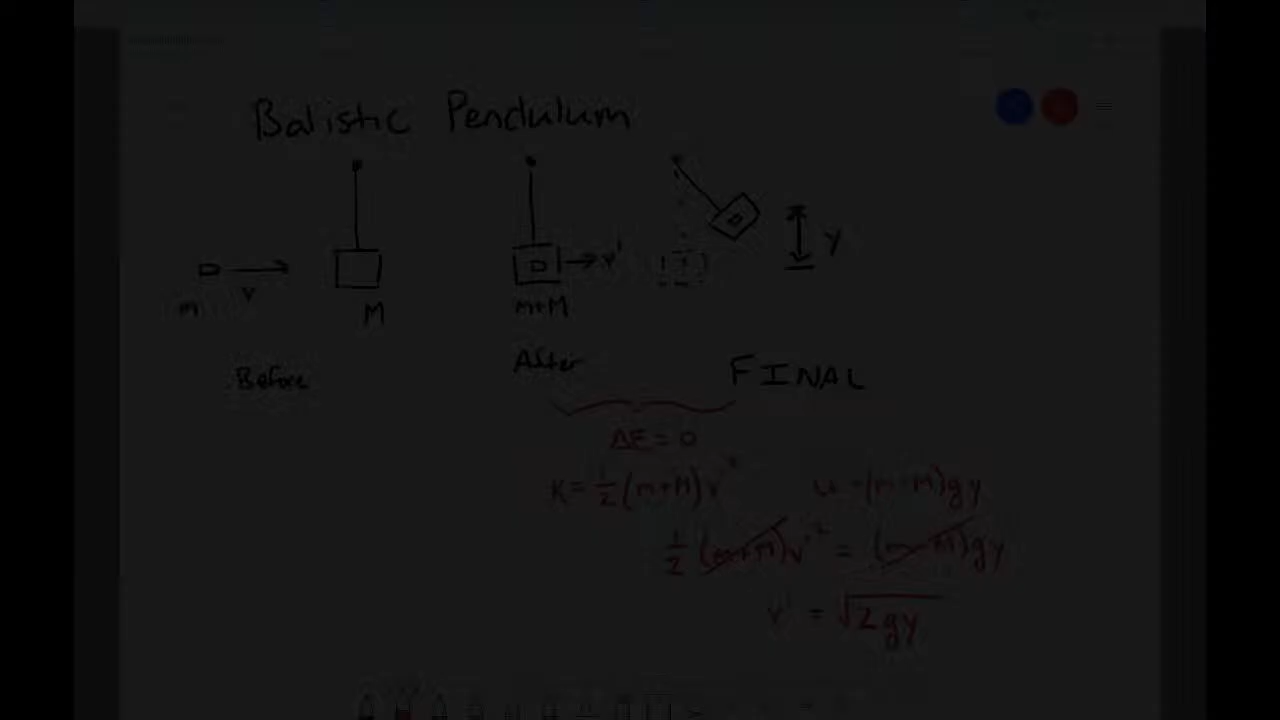 Balistic Pendulum
y
v'
v
m
M
m+M
Before
After
FINAL
ΔE = 0
K = 1/2 (m+M) v'²
u = (m+M)gy
1/2 (m+M)v'² = (m+M)gy
v' = √2gy